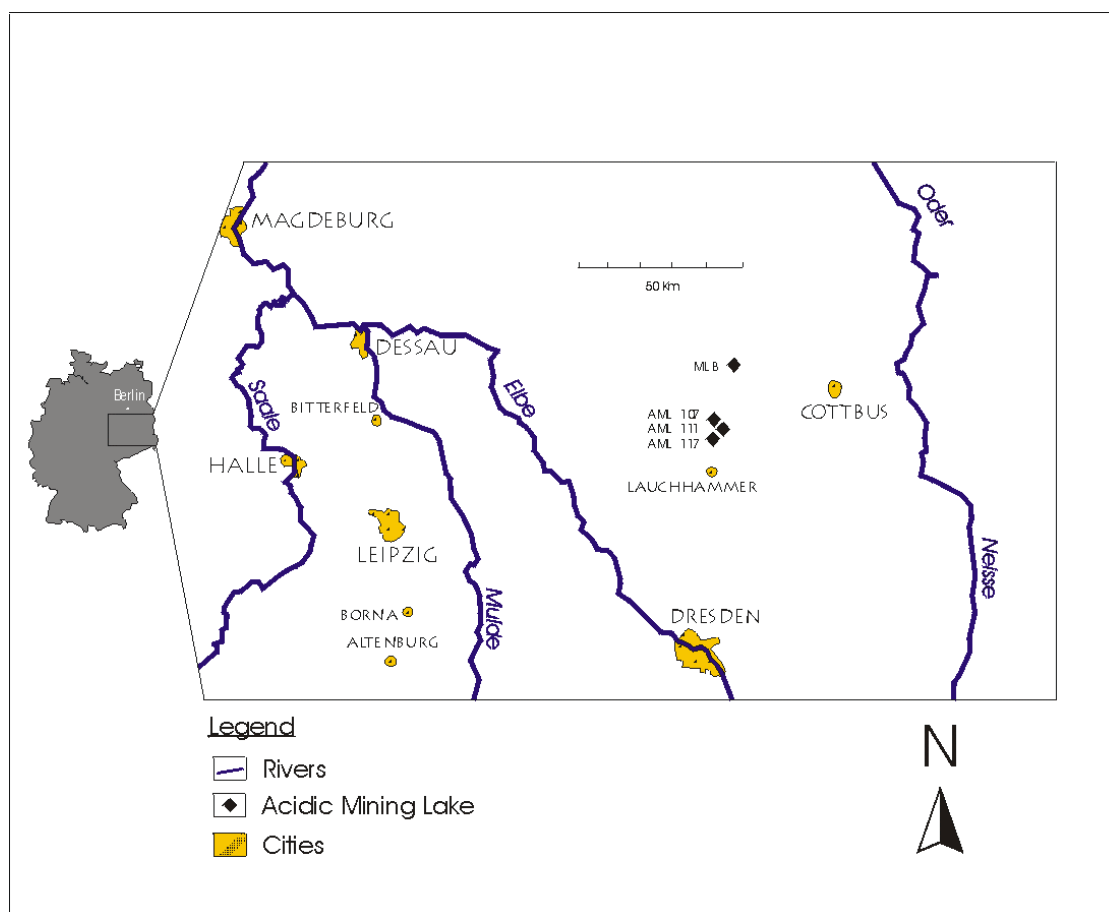 MAGDEBURG
Oder
50 Km
DESSAU
MLB
Berlin
Saale
Elbe
BITTERFELD
COTTBUS
AML 107
AML 111
AML 117
HALLE
LAUCHHAMMER
LEIPZIG
Neisse
Mulde
BORNA
DRESDEN
ALTENBURG
Legend
Rivers
Acidic Mining Lake
Cities
N